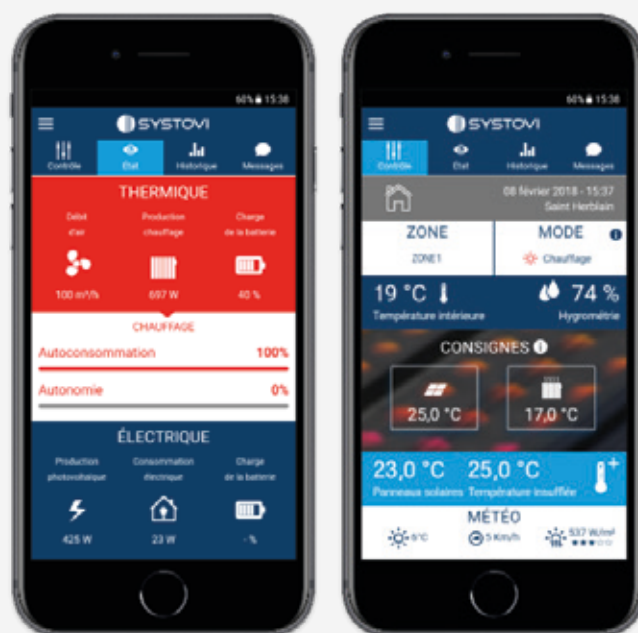 60% 15:38
SYSTOVI
Contrôle État Historique Messages
THERMIQUE
Débit d'air
Production chauffage
Charge de la batterie
100 m³/h 697 W 40 %
CHAUFFAGE
Autoconsommation 100%
Autonomie 0%
ÉLECTRIQUE
Production photovoltaïque
Consommation électrique
Charge de la batterie
425 W 23 W - %
60% 15:38
SYSTOVI
Contrôle État Historique Messages
08 février 2018 - 15:37
Saint Herblain
ZONE MODE
ZONE1 Chauffage
19 °C 74 %
Température intérieure Hygrométrie
CONSIGNES
25,0 °C 17,0 °C
23,0 °C 25,0 °C
Panneaux solaires Température insufflée
MÉTÉO
6°C 5 Km/h 537 W/m²